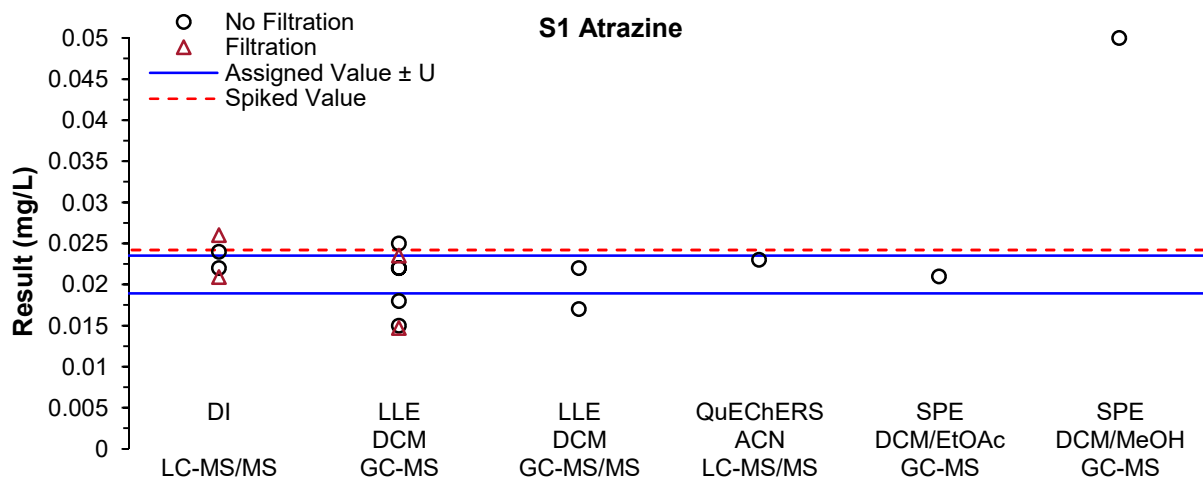 S1 Atrazine
No Filtration
Filtration
Assigned Value ± U
Spiked Value
Result (mg/L)
0.05
0.045
0.04
0.035
0.03
0.025
0.02
0.015
0.01
0.005
0
DI
LC-MS/MS
LLE
DCM
GC-MS
LLE
DCM
GC-MS/MS
QuEChERS
ACN
LC-MS/MS
SPE
DCM/EtOAc
GC-MS
SPE
DCM/MeOH
GC-MS